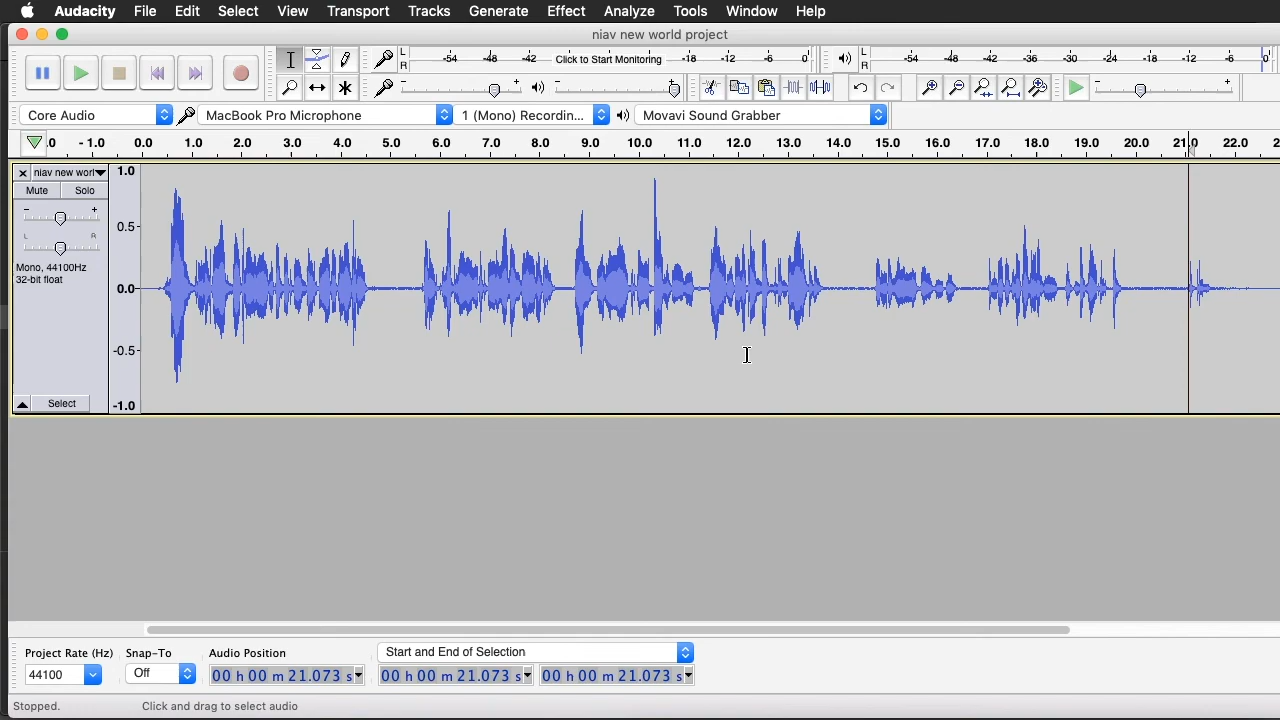 Audacity File Edit Select View Transport Tracks Generate Effect Analyze Tools Window Help
niav new world project
L R -54 -48 -42 Click to Start Monitoring -18 -12 -6 0 L R -54 -48 -42 -36 -30 -24 -18 -12 -6 0
- + - + - +
Core Audio MacBook Pro Microphone 1 (Mono) Recordin... Movavi Sound Grabber
.0 - 1.0 0.0 1.0 2.0 3.0 4.0 5.0 6.0 7.0 8.0 9.0 10.0 11.0 12.0 13.0 14.0 15.0 16.0 17.0 18.0 19.0 20.0 21.0 22.0 2
niav new worl 1.0
Mute Solo
- + 0.5-
L R
Mono, 44100Hz
32-bit float 0.0-
-0.5-
Select -1.0
Project Rate (Hz) Snap-To Audio Position Start and End of Selection
44100 Off 00 h 00 m 21.073 s 00 h 00 m 21.073 s 00 h 00 m 21.073 s
Stopped. Click and drag to select audio